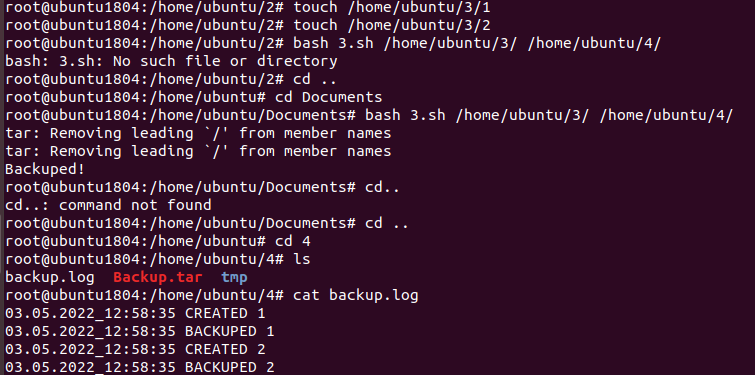 root@ubuntu1804:/home/ubuntu/2# touch /home/ubuntu/3/1
root@ubuntu1804:/home/ubuntu/2# touch /home/ubuntu/3/2
root@ubuntu1804:/home/ubuntu/2# bash 3.sh /home/ubuntu/3/ /home/ubuntu/4/
bash: 3.sh: No such file or directory
root@ubuntu1804:/home/ubuntu/2# cd ..
root@ubuntu1804:/home/ubuntu# cd Documents
root@ubuntu1804:/home/ubuntu/Documents# bash 3.sh /home/ubuntu/3/ /home/ubuntu/4/
tar: Removing leading `/' from member names
tar: Removing leading `/' from member names
Backuped!
root@ubuntu1804:/home/ubuntu/Documents# cd..
cd..: command not found
root@ubuntu1804:/home/ubuntu/Documents# cd ..
root@ubuntu1804:/home/ubuntu# cd 4
root@ubuntu1804:/home/ubuntu/4# ls
backup.log  Backup.tar  tmp
root@ubuntu1804:/home/ubuntu/4# cat backup.log
03.05.2022_12:58:35 CREATED 1
03.05.2022_12:58:35 BACKUPED 1
03.05.2022_12:58:35 CREATED 2
03.05.2022_12:58:35 BACKUPED 2